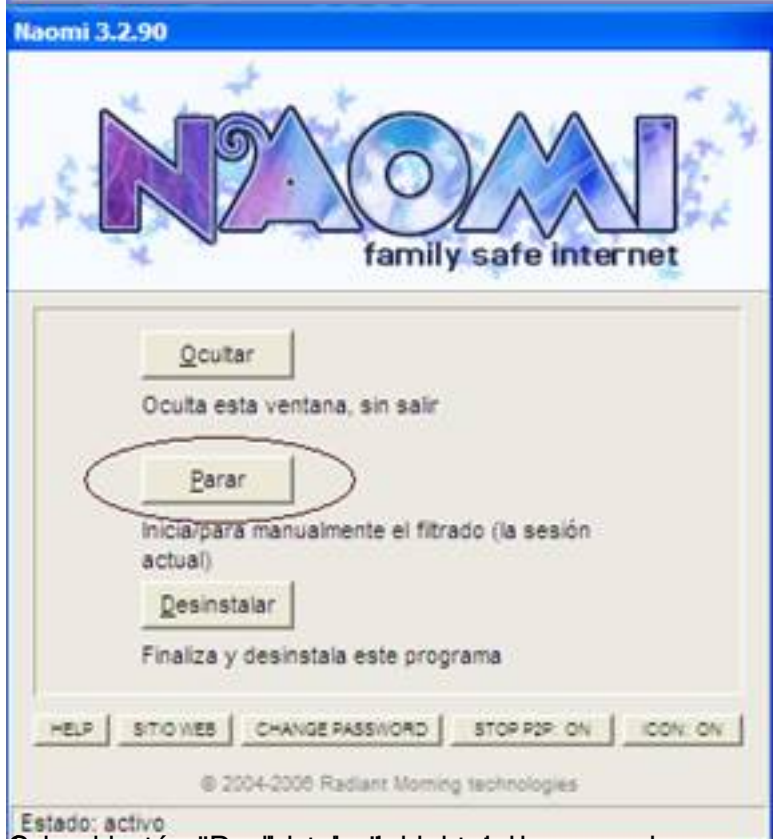 Naomi 3.2.90
NAOMI
family safe internet
Ocultar
Oculta esta ventana, sin salir
Parar
Inicia/para manualmente el filtrado (la sesión actual)
Desinstalar
Finaliza y desinstala este programa
HELP SITIO WEB CHANGE PASSWORD STOP P2P: ON ICON: ON
© 2004-2006 Radiant Morning technologies
Estado: activo